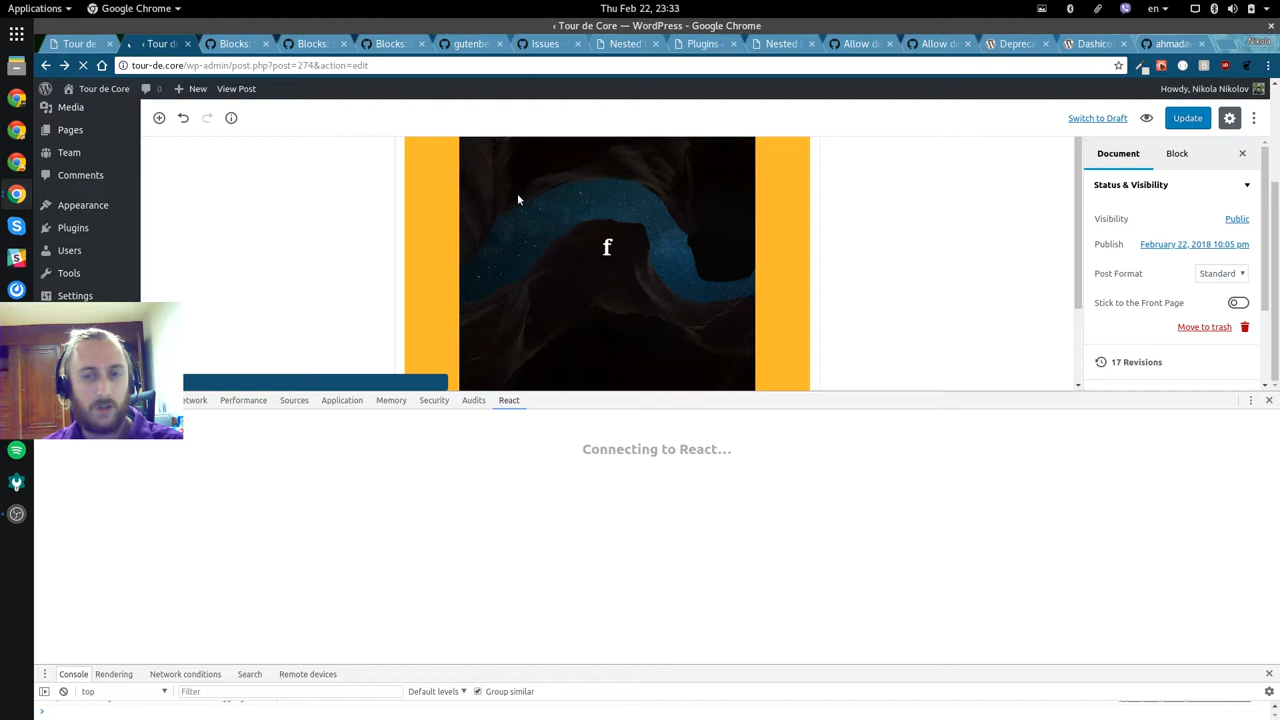 Applications
Google Chrome
Thu Feb 22, 23:33
en
Tour de Core — WordPress - Google Chrome
Tour de
‹ Tour de
Blocks:
Blocks:
Blocks:
gutenbe
Issues
Nested
Plugins
Nested
Allow de
Allow de
Depreca
Dashico
ahmada
Nikola
tour-de.core/wp-admin/post.php?post=274&action=edit
Tour de Core
0
New
View Post
Howdy, Nikola Nikolov
Media
Pages
Team
Comments
Appearance
Plugins
Users
Tools
Settings
Switch to Draft
Update
Document
Block
Status & Visibility
Visibility
Public
Publish
February 22, 2018 10:05 pm
Post Format
Standard
Stick to the Front Page
Move to trash
17 Revisions
f
etwork
Performance
Sources
Application
Memory
Security
Audits
React
Connecting to React...
Console
Rendering
Network conditions
Search
Remote devices
top
Filter
Default levels
Group similar